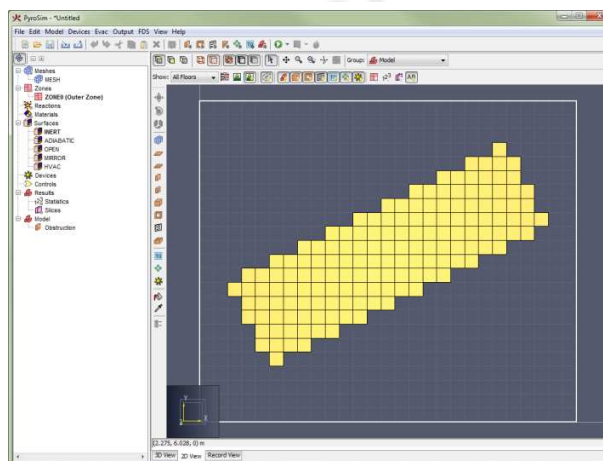 PyroSim - *Untitled
File Edit Model Devices Evac Output FDS View Help
Group: Model
Show: All Floors
Meshes
MESH
Zones
ZONE0 (Outer Zone)
Reactions
Materials
Surfaces
INERT
ADIABATIC
OPEN
MIRROR
HVAC
Devices
Controls
Results
Statistics
Slices
Model
Obstruction
Y
X
Z
(2.275, 6.028, 0) m
3D View 2D View Record View